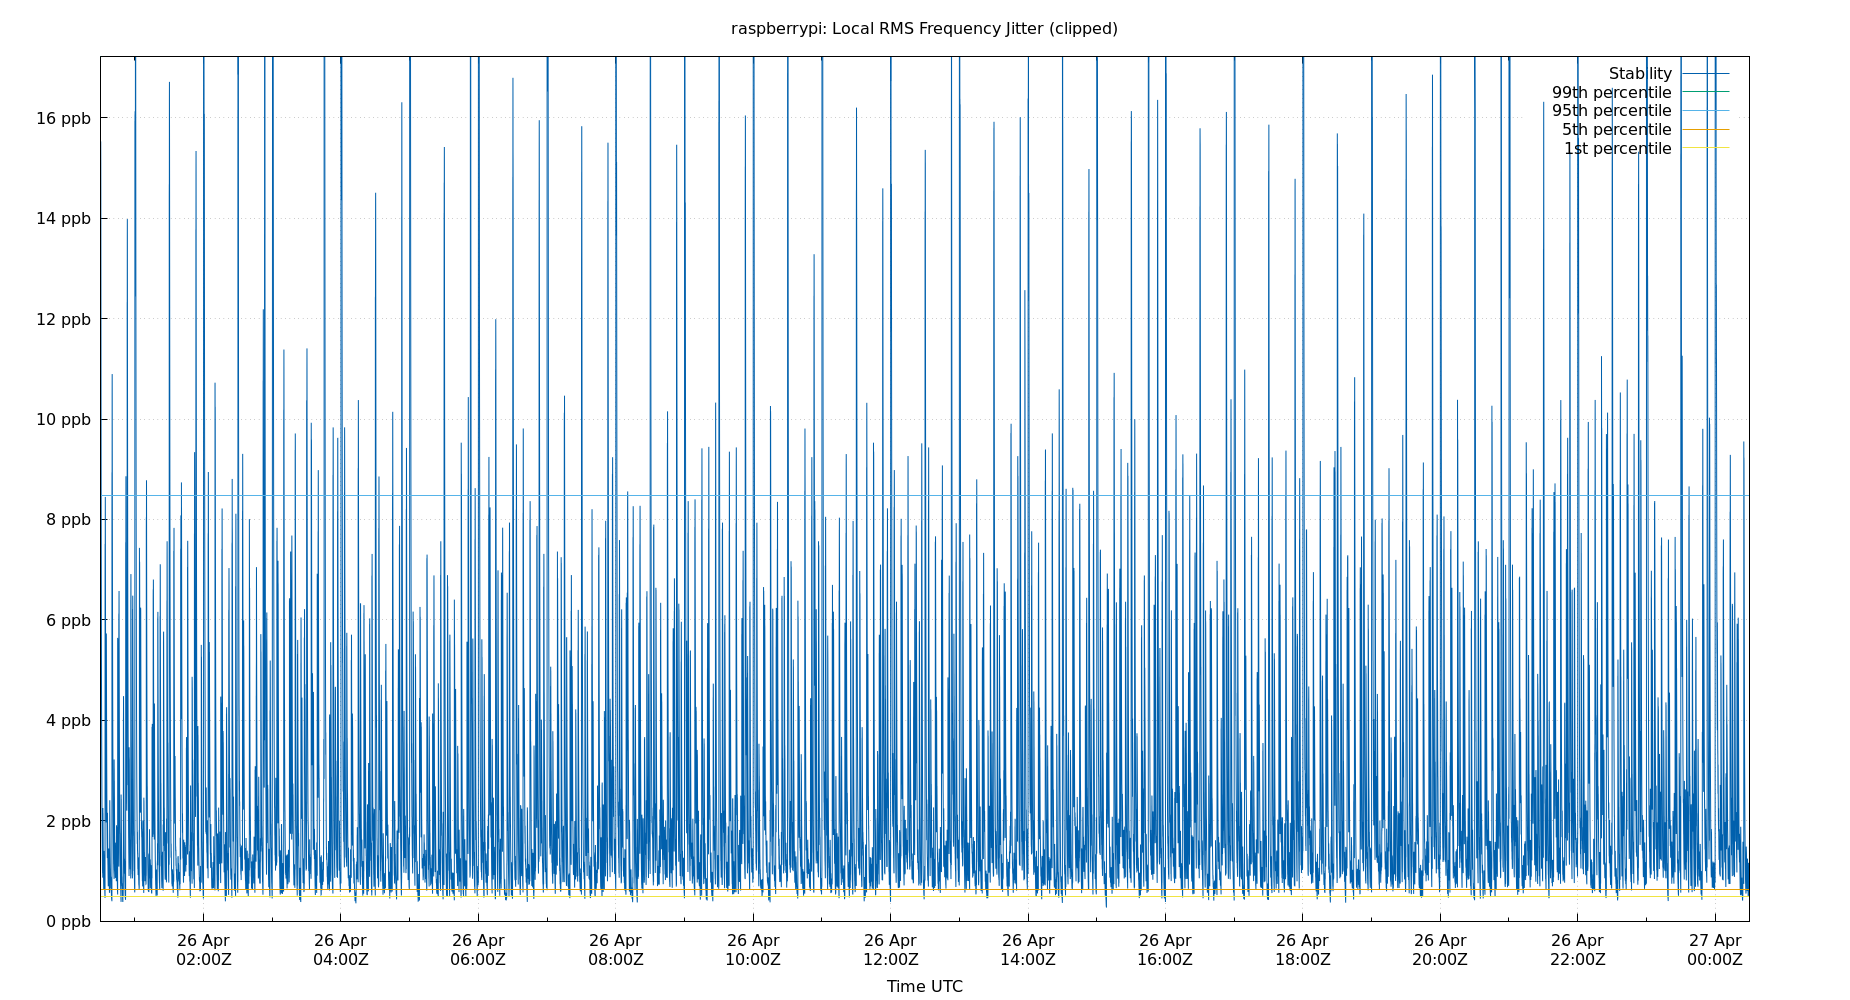 raspberrypi: Local RMS Frequency Jitter (clipped)
Stability
99th percentile
95th percentile
5th percentile
1st percentile
16 ppb
14 ppb
12 ppb
10 ppb
8 ppb
6 ppb
4 ppb
2 ppb
0 ppb
26 Apr 26 Apr 26 Apr 26 Apr 26 Apr 26 Apr 26 Apr 26 Apr 26 Apr 26 Apr 26 Apr 27 Apr
02:00Z 04:00Z 06:00Z 08:00Z 10:00Z 12:00Z 14:00Z 16:00Z 18:00Z 20:00Z 22:00Z 00:00Z
Time UTC